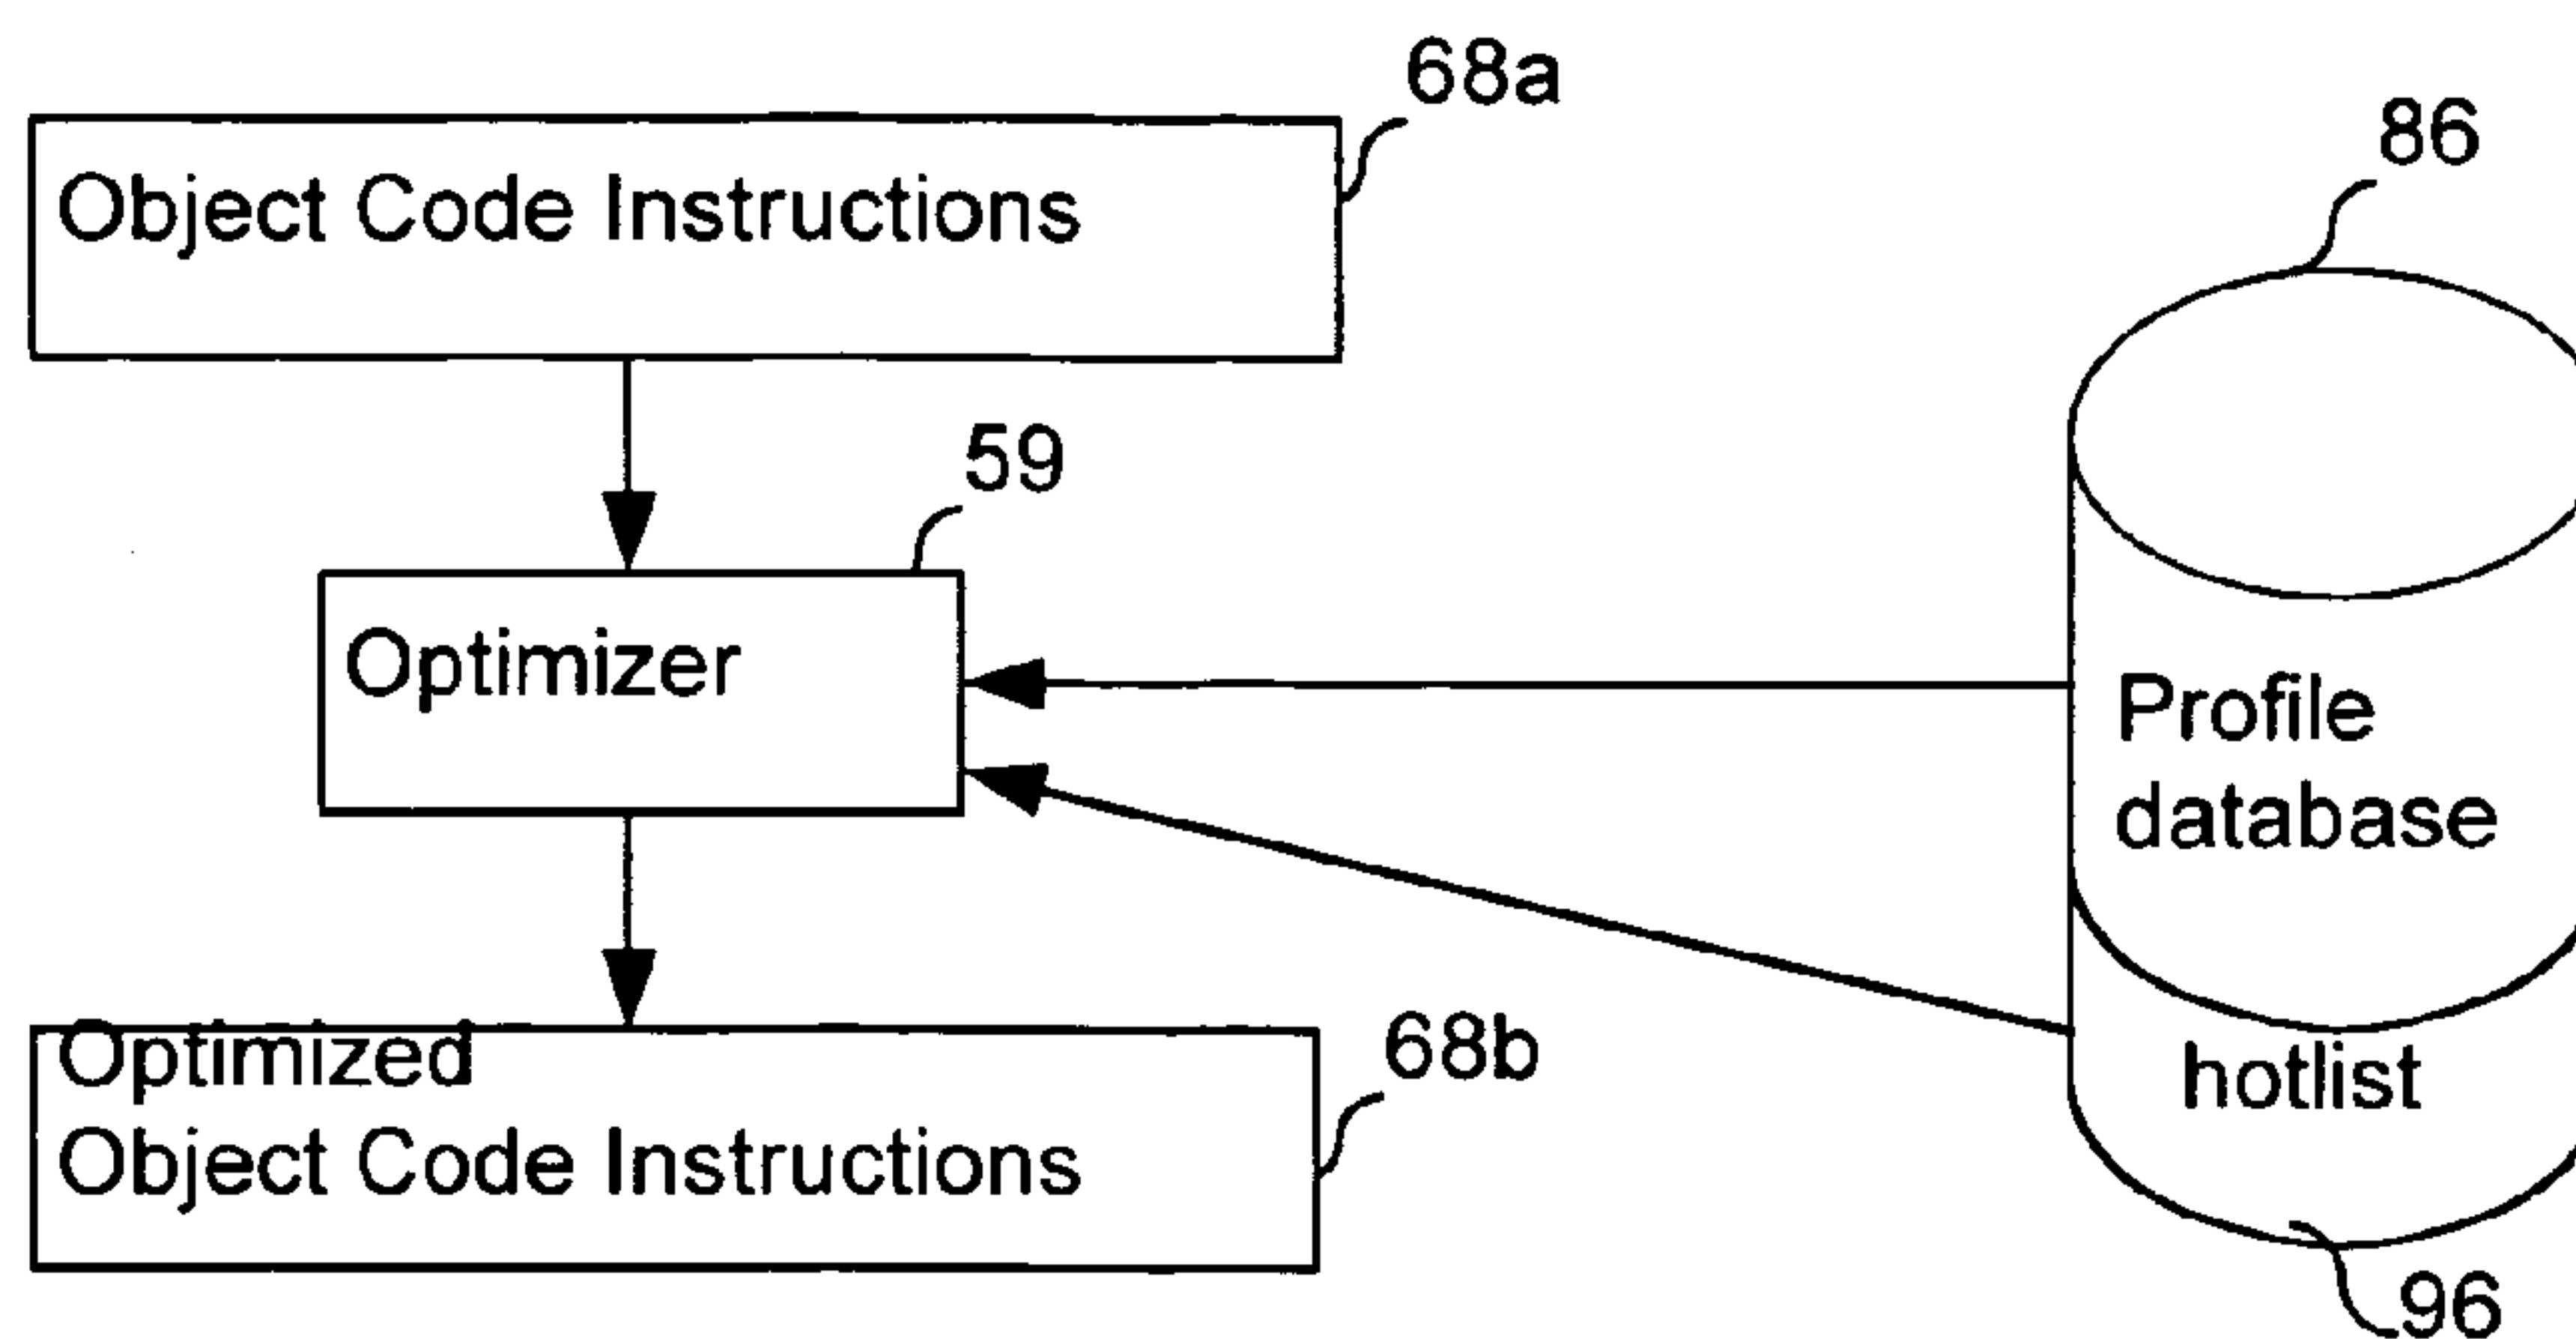 68a
Object Code Instructions
86
59
Optimizer
Profile
database
Optimized
Object Code Instructions
68b
hotlist
96